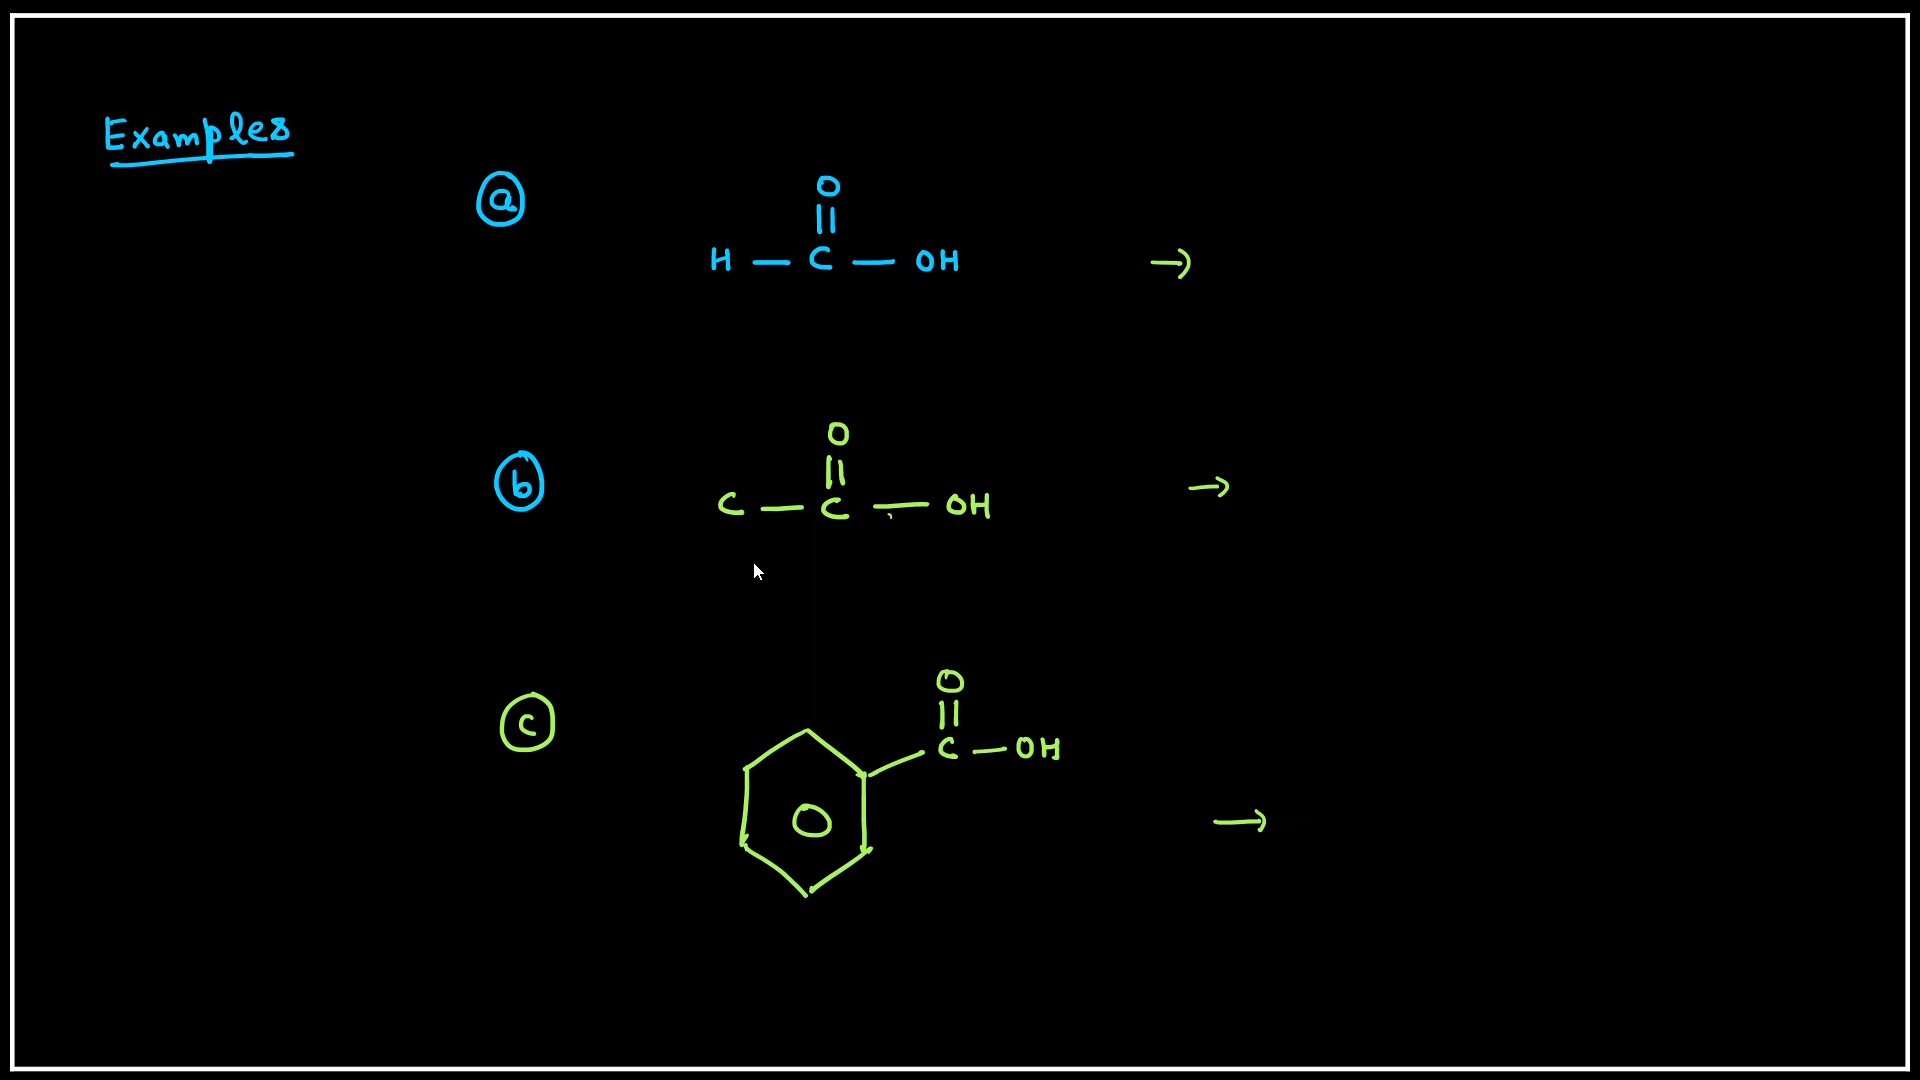 Examples
a
O
H — C — OH →
b
O
C — C — OH →
c
O
C — OH
→